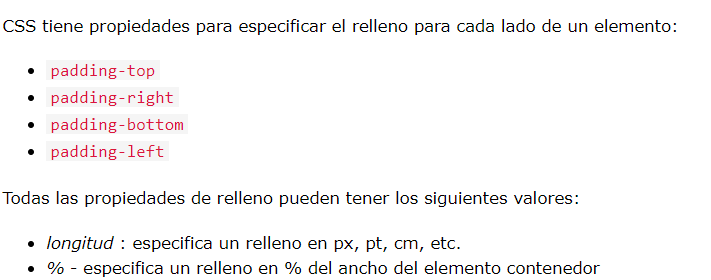 CSS tiene propiedades para especificar el relleno para cada lado de un elemento:
• padding-top
• padding-right
• padding-bottom
• padding-left
Todas las propiedades de relleno pueden tener los siguientes valores:
• longitud : especifica un relleno en px, pt, cm, etc.
• % - especifica un relleno en % del ancho del elemento contenedor